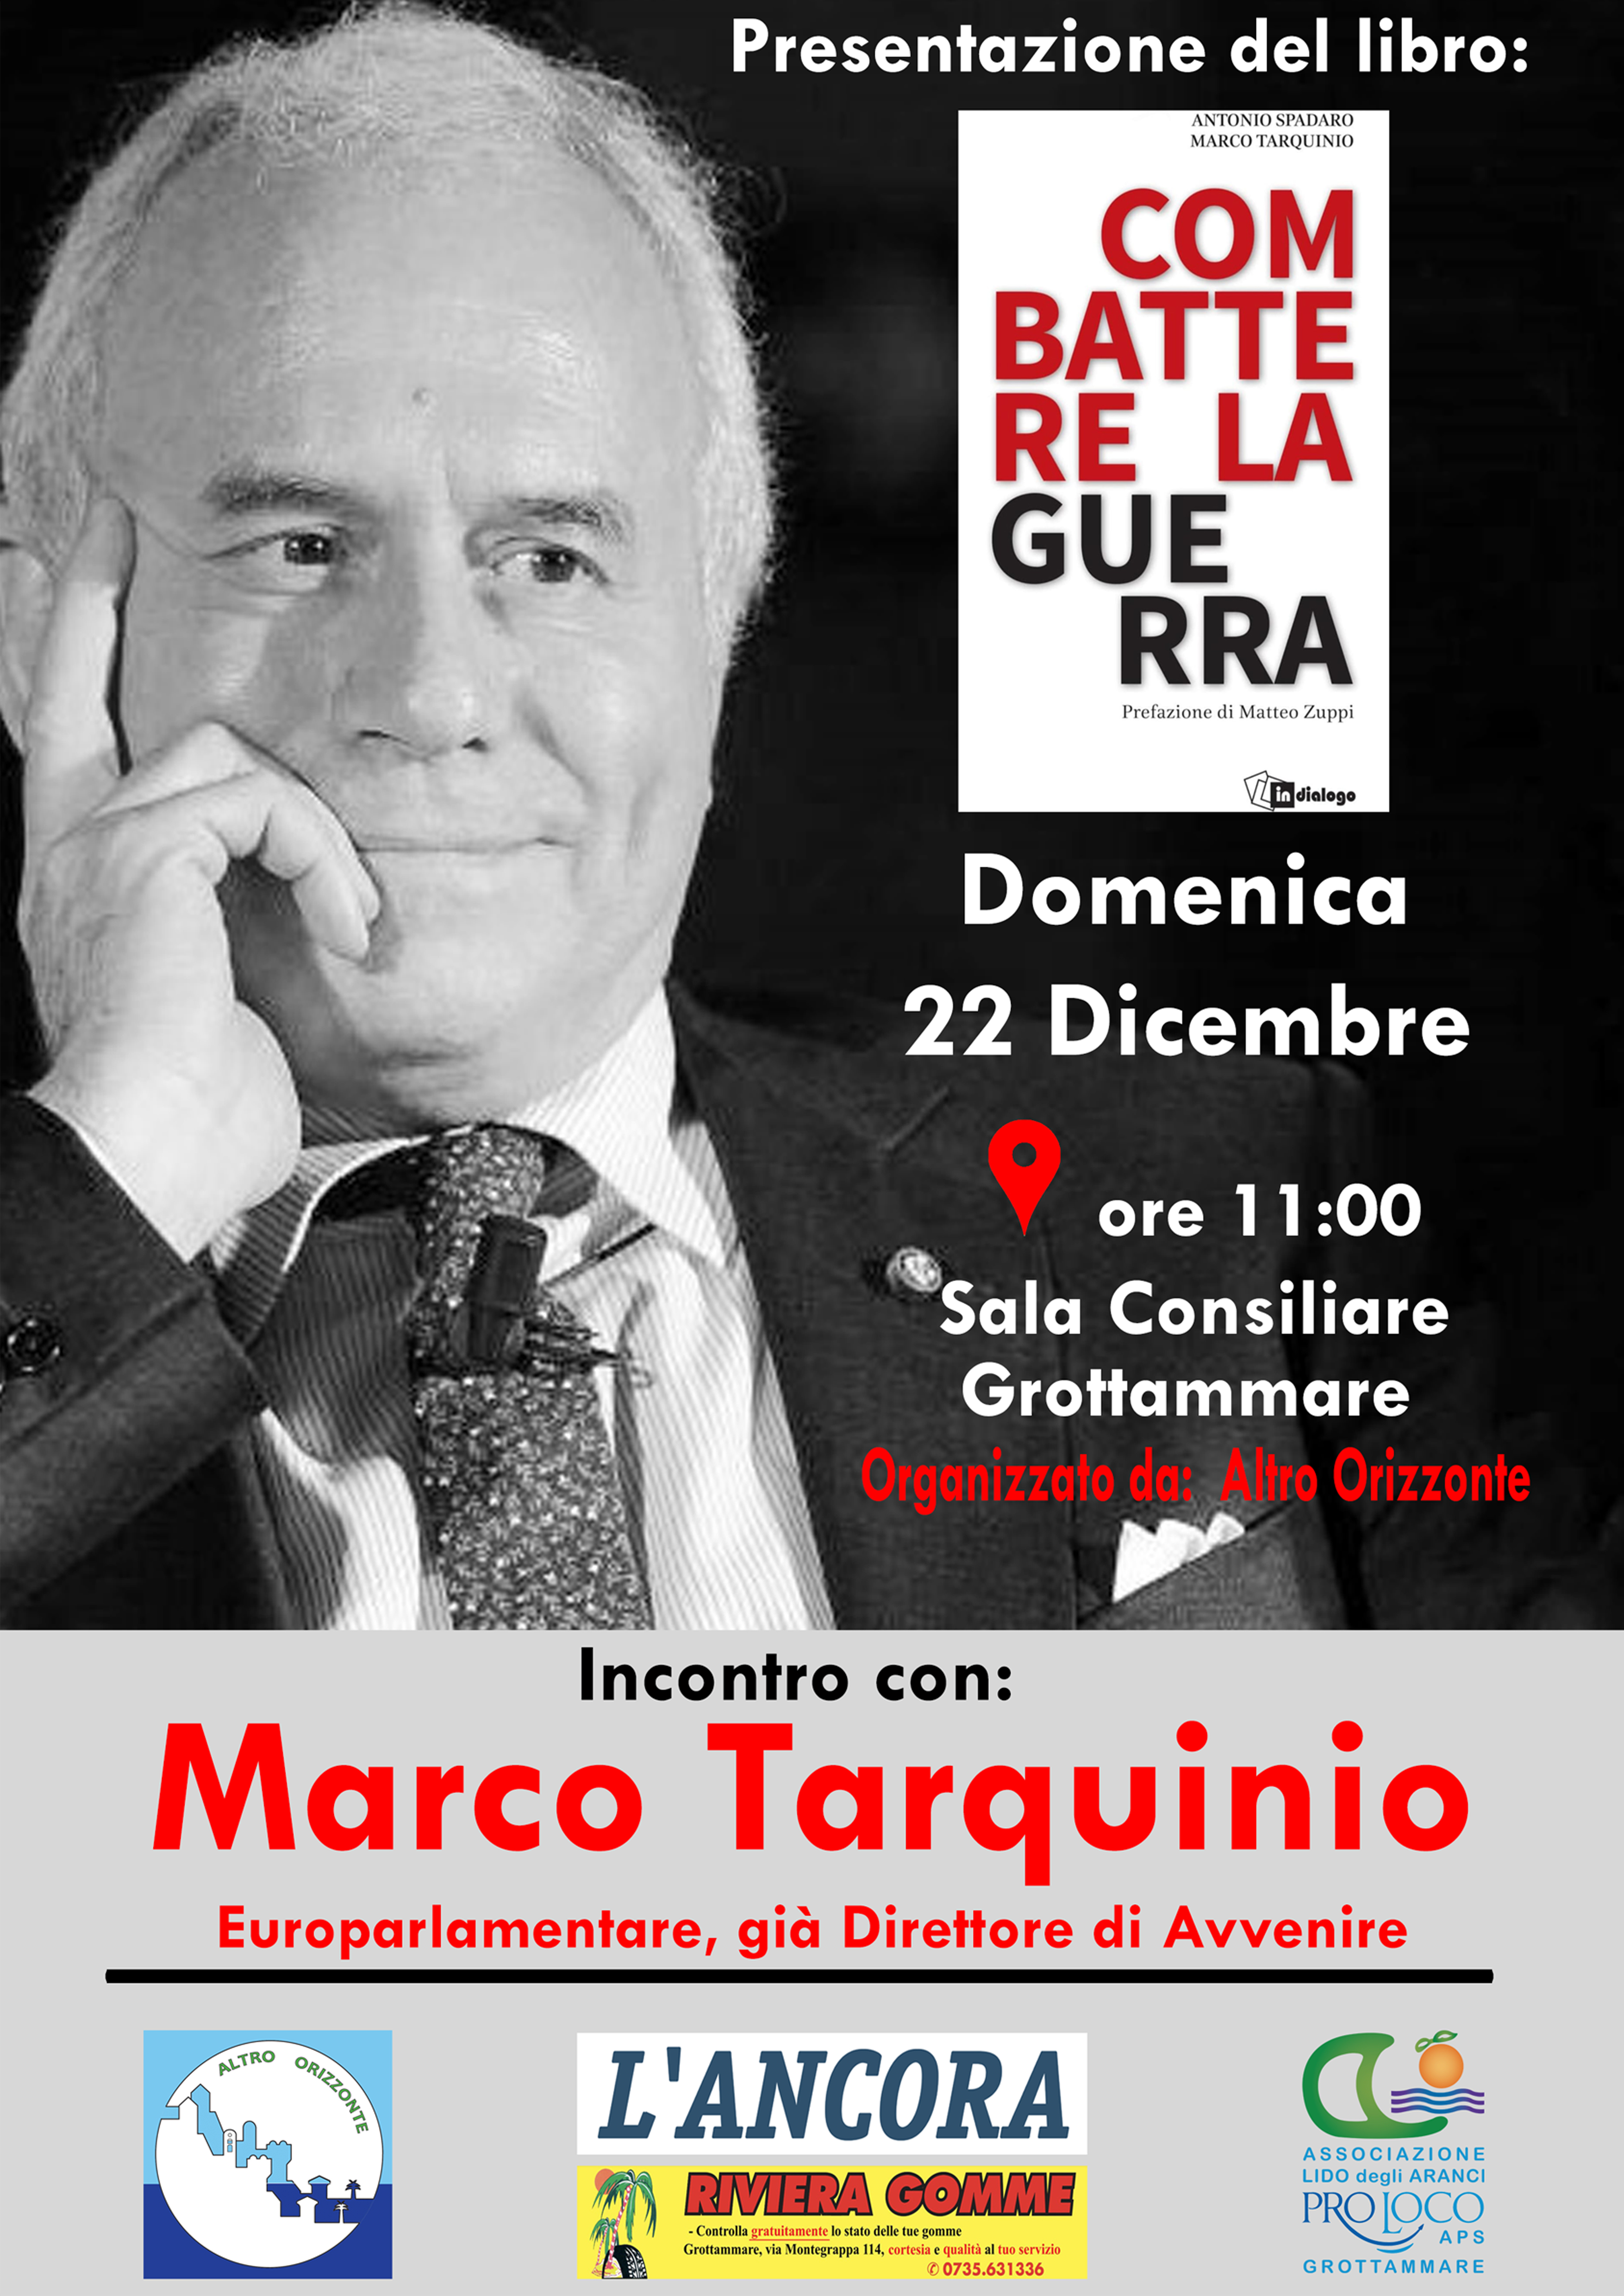 Presentazione del libro:
ANTONIO SPADARO
MARCO TARQUINIO
COM
BATTE
RE LA
GUE
RRA
Prefazione di Matteo Zuppi
in dialogo
Domenica
22 Dicembre
ore 11:00
Sala Consiliare
Grottammare
Organizzato da: Altro Orizzonte
Incontro con:
Marco Tarquinio
Europarlamentare, già Direttore di Avvenire
ALTRO ORIZZONTE
L'ANCORA
RIVIERA GOMME
- Controlla gratuitamente lo stato delle tue gomme
Grottammare, via Montegrappa 114, cortesia e qualità al tuo servizio
✆ 0735.631336
ASSOCIAZIONE
LIDO degli ARANCI
PRO LOCO
APS
GROTTAMMARE